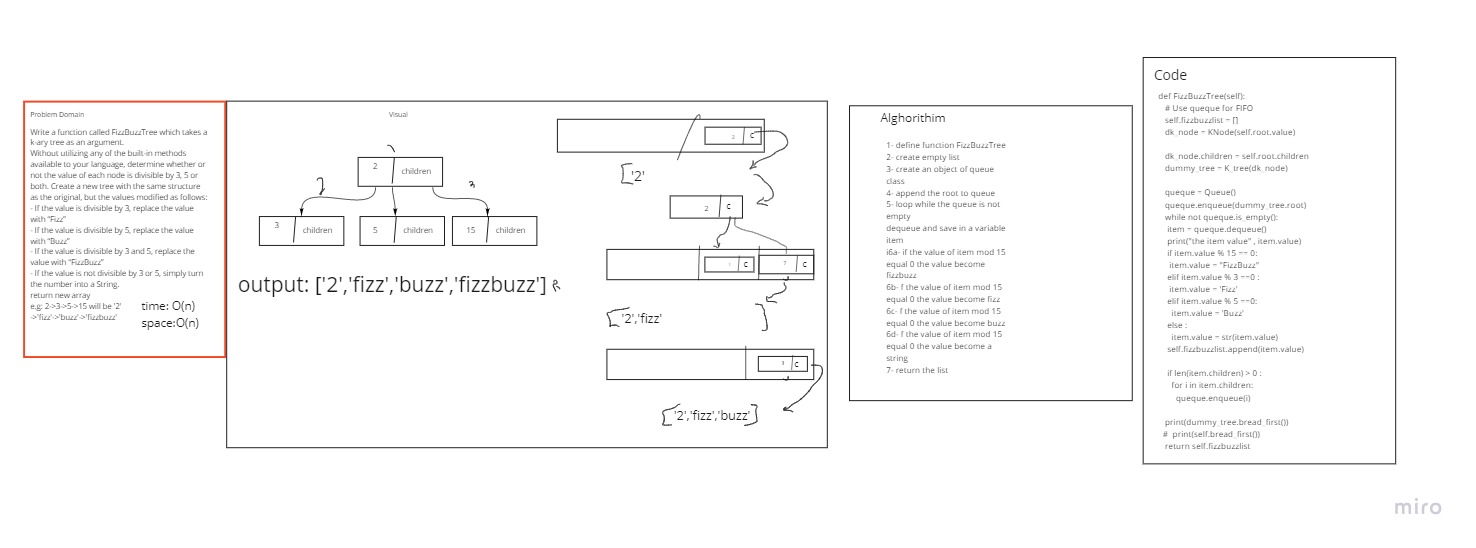 Problem Domain
Write a function called FizzBuzzTree which takes a
k-ary tree as an argument.
Without utilizing any of the built-in methods
available to your language, determine whether or
not the value of each node is divisible by 3, 5 or
both. Create a new tree with the same structure
as the original, but the values modified as follows:
- If the value is divisible by 3, replace the value
with “Fizz”
- If the value is divisible by 5, replace the value
with “Buzz”
- If the value is divisible by 3 and 5, replace the
value with “FizzBuzz”
- If the value is not divisible by 3 or 5, simply turn
the number into a String.
return new array
e.g: 2->3->5->15 will be '2'
->'fizz'->'buzz'->'fizzbuzz'
time: O(n)
space:O(n)
Visual
2 children
2
3
3 children
5 children
15 children
output: ['2','fizz','buzz','fizzbuzz']
2 c
['2'
2 c
c
c
['2','fizz' ]
c
['2','fizz','buzz']
Alghorithim
1- define function FizzBuzzTree
2- create empty list
3- create an object of queue
class
4- append the root to queue
5- loop while the queue is not
empty
dequeue and save in a variable
item
i6a- if the value of item mod 15
equal 0 the value become
fizzbuzz
6b- f the value of item mod 15
equal 0 the value become fizz
6c- f the value of item mod 15
equal 0 the value become buzz
6d- f the value of item mod 15
equal 0 the value become a
string
7- return the list
Code
def FizzBuzzTree(self):
# Use queque for FIFO
self.fizzbuzzlist = []
dk_node = KNode(self.root.value)
dk_node.children = self.root.children
dummy_tree = K_tree(dk_node)
queque = Queue()
queque.enqueue(dummy_tree.root)
while not queque.is_empty():
item = queque.dequeue()
print("the item value" , item.value)
if item.value % 15 == 0:
item.value = "FizzBuzz"
elif item.value % 3 ==0 :
item.value = 'Fizz'
elif item.value % 5 ==0:
item.value = 'Buzz'
else :
item.value = str(item.value)
self.fizzbuzzlist.append(item.value)
if len(item.children) > 0 :
for i in item.children:
queque.enqueue(i)
print(dummy_tree.bread_first())
# print(self.bread_first())
return self.fizzbuzzlist
miro